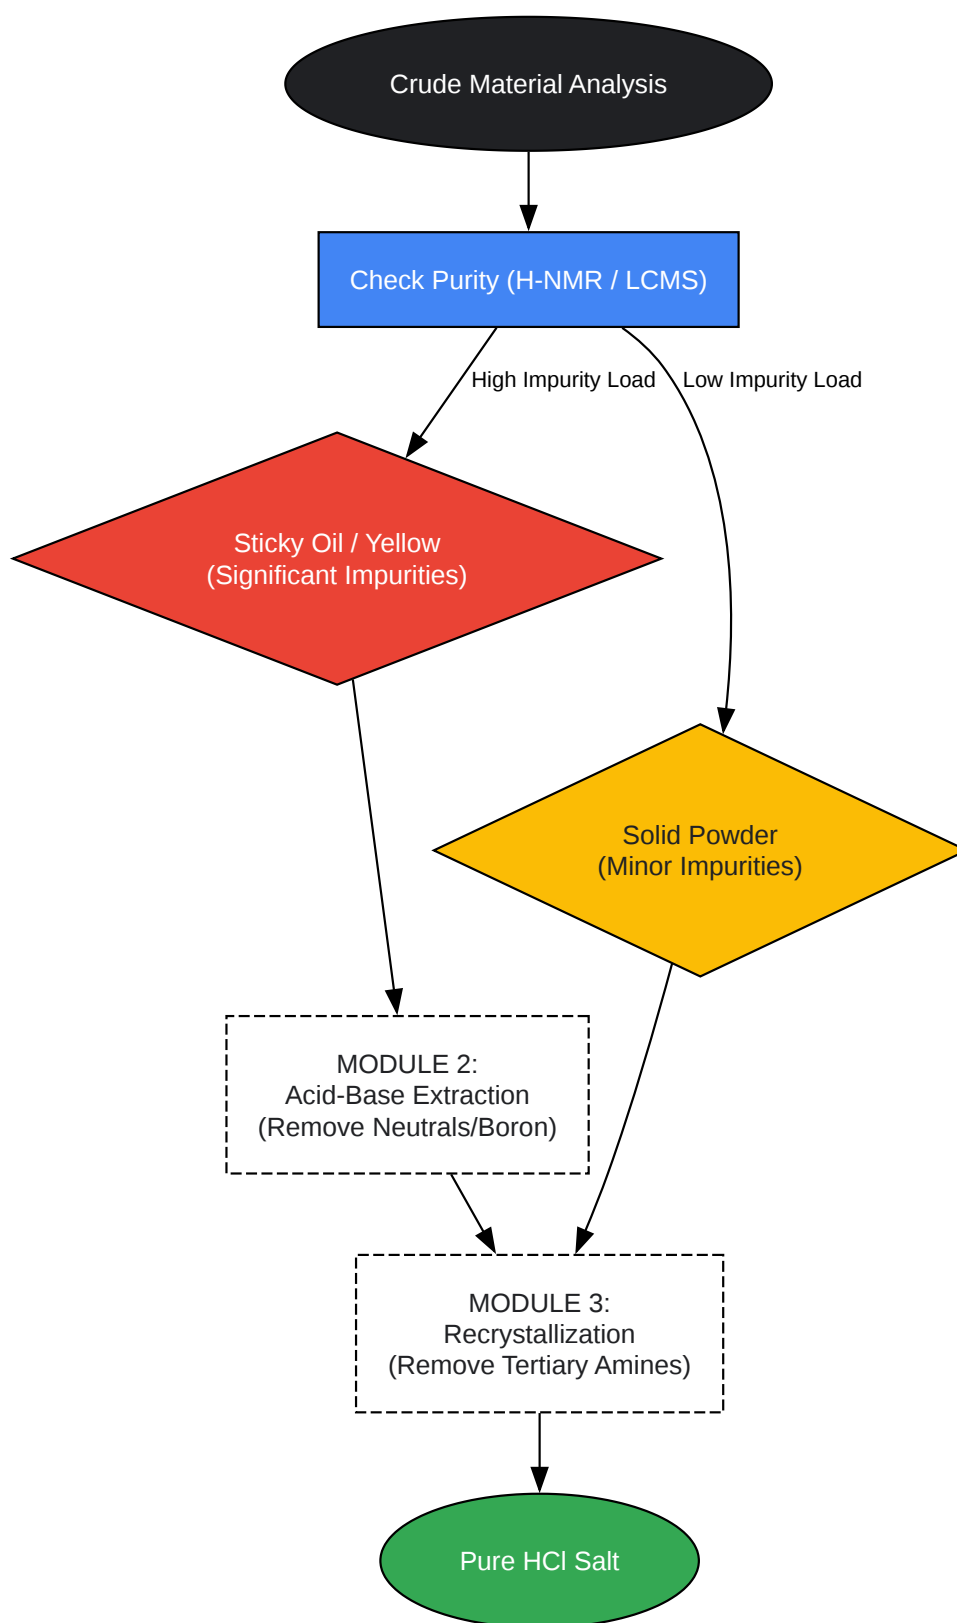 Crude Material Analysis
Check Purity (H-NMR / LCMS)
High Impurity Load
Low Impurity Load
Sticky Oil / Yellow
(Significant Impurities)
Solid Powder
(Minor Impurities)
MODULE 2:
Acid-Base Extraction
(Remove Neutrals/Boron)
MODULE 3:
Recrystallization
(Remove Tertiary Amines)
Pure HCl Salt